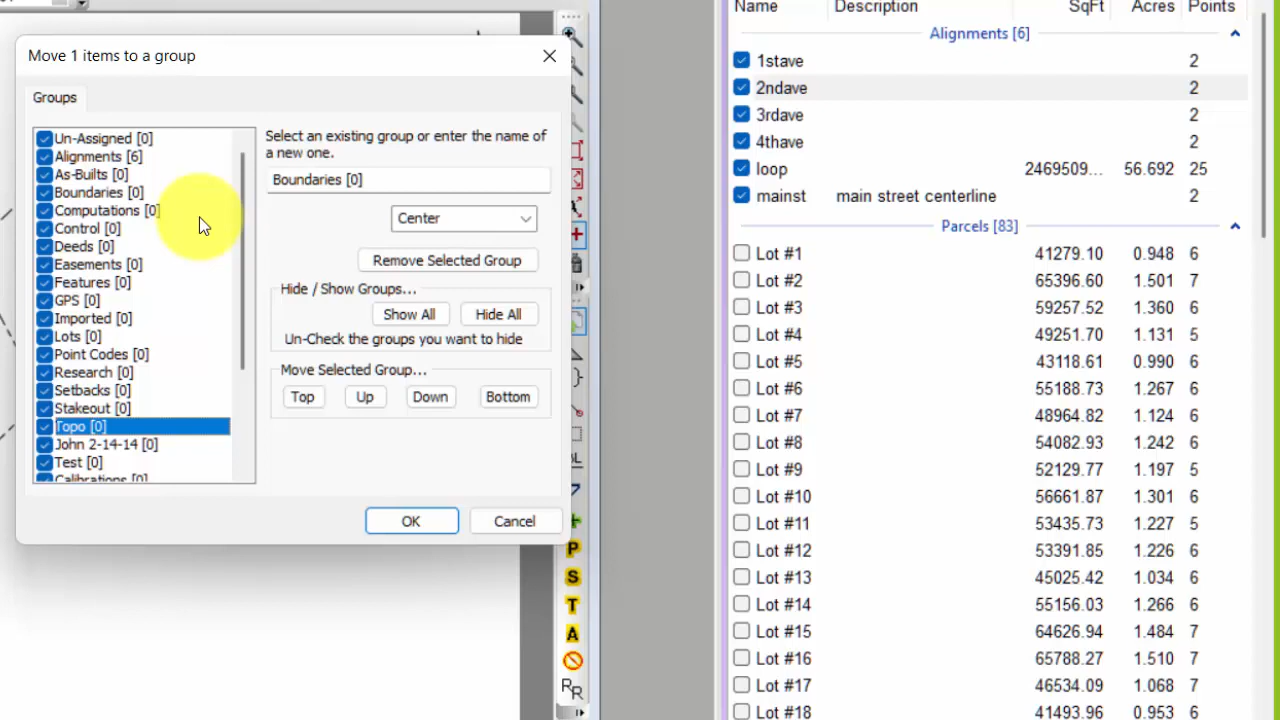 Move 1 items to a group
Groups
Un-Assigned [0]
Alignments [6]
As-Builts [0]
Boundaries [0]
Computations [0]
Control [0]
Deeds [0]
Easements [0]
Features [0]
GPS [0]
Imported [0]
Lots [0]
Point Codes [0]
Research [0]
Setbacks [0]
Stakeout [0]
Topo [0]
John 2-14-14 [0]
Test [0]
Calibrations [0]
Select an existing group or enter the name of
a new one.
Boundaries [0]
Center
Remove Selected Group
Hide / Show Groups...
Show All Hide All
Un-Check the groups you want to hide
Move Selected Group...
Top Up Down Bottom
OK Cancel
P
S
T
A
RR
Name Description SqFt Acres Points
Alignments [6]
1stave 2
2ndave 2
3rdave 2
4thave 2
loop 2469509... 56.692 25
mainst main street centerline 2
Parcels [83]
Lot #1 41279.10 0.948 6
Lot #2 65396.60 1.501 7
Lot #3 59257.52 1.360 6
Lot #4 49251.70 1.131 5
Lot #5 43118.61 0.990 6
Lot #6 55188.73 1.267 6
Lot #7 48964.82 1.124 6
Lot #8 54082.93 1.242 6
Lot #9 52129.77 1.197 5
Lot #10 56661.87 1.301 6
Lot #11 53435.73 1.227 5
Lot #12 53391.85 1.226 6
Lot #13 45025.42 1.034 6
Lot #14 55156.03 1.266 6
Lot #15 64626.94 1.484 7
Lot #16 65788.27 1.510 7
Lot #17 46534.09 1.068 7
Lot #18 41493.96 0.953 6